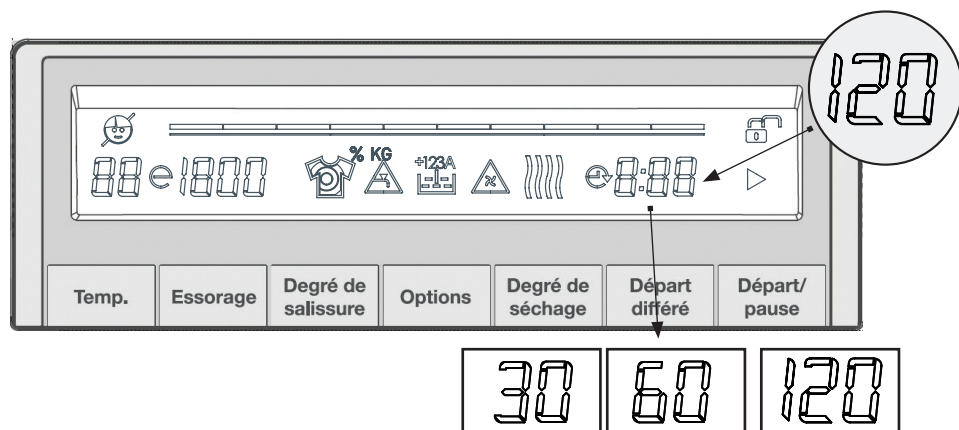 120
% KG
+123A
88 e 1800 8:88
Temp. Essorage Degré de salissure Options Degré de séchage Départ différé Départ/ pause
30 60 120